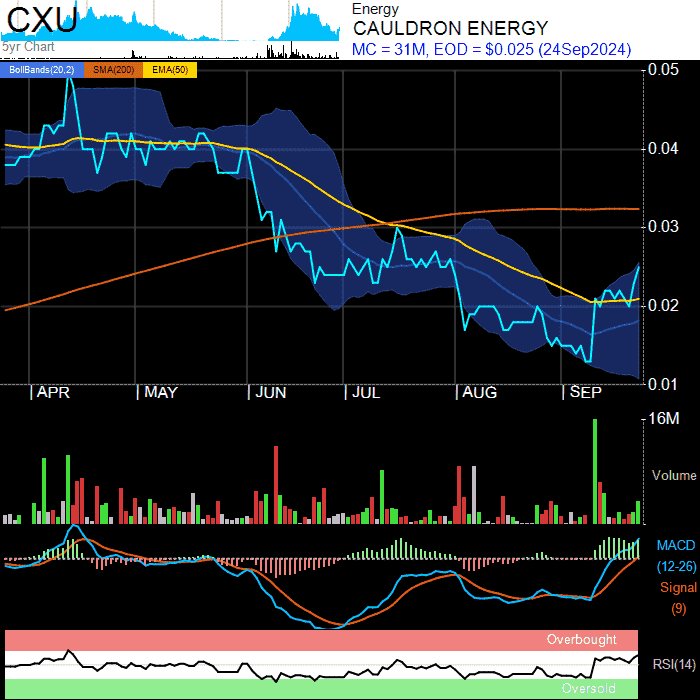 CXU
5yr Chart
Energy
CAULDRON ENERGY
MC = 31M, EOD = $0.025 (24Sep2024)
BollBands(20,2) SMA(200) EMA(50)
0.05
0.04
0.03
0.02
0.01
APR MAY JUN JUL AUG SEP
16M
Volume
MACD
(12-26)
Signal
(9)
Overbought
RSI(14)
Oversold